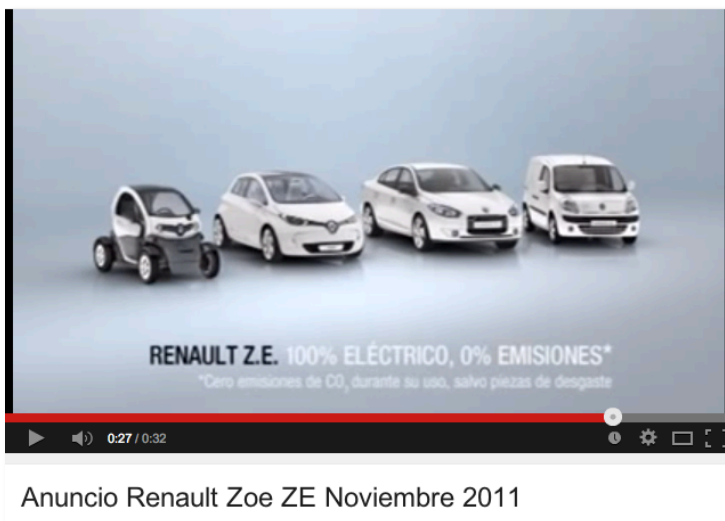 RENAULT Z.E. 100% ELÉCTRICO, 0% EMISIONES*
*Cero emisiones de CO₂ durante su uso, salvo piezas de desgaste
0:27 / 0:32
Anuncio Renault Zoe ZE Noviembre 2011